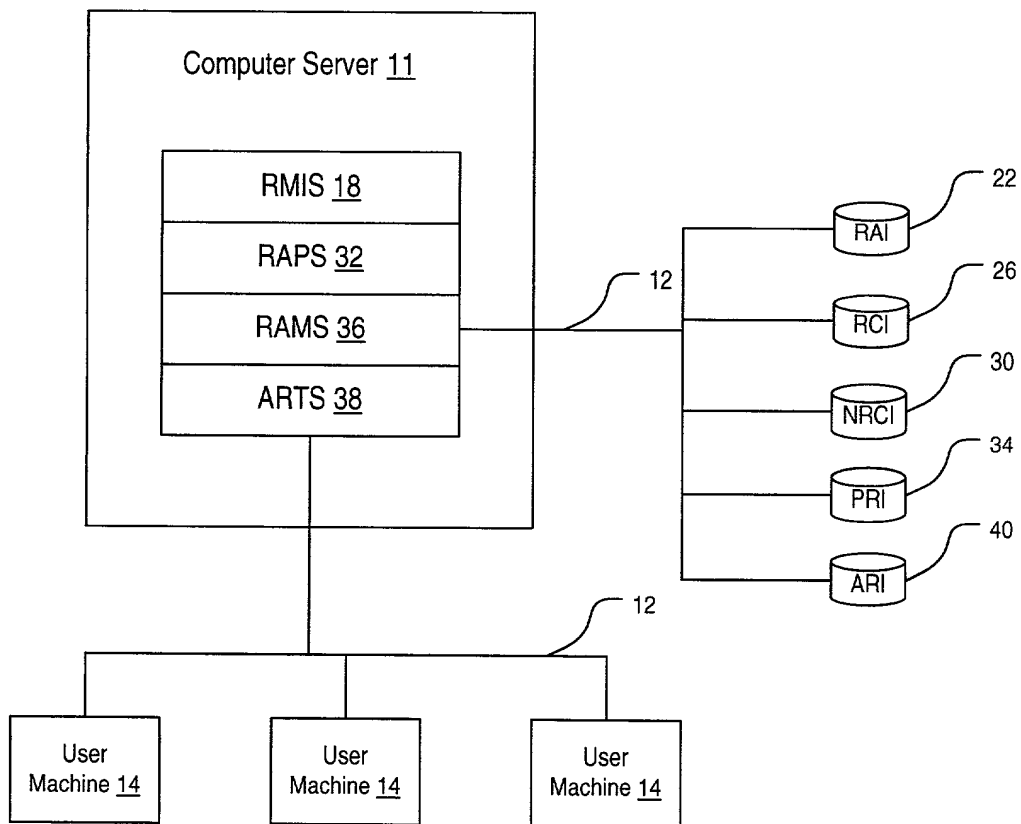 Computer Server 11
RMIS 18
RAPS 32
RAMS 36
ARTS 38
12
RAI
22
RCI
26
NRCI
30
PRI
34
ARI
40
12
User
Machine 14
User
Machine 14
User
Machine 14